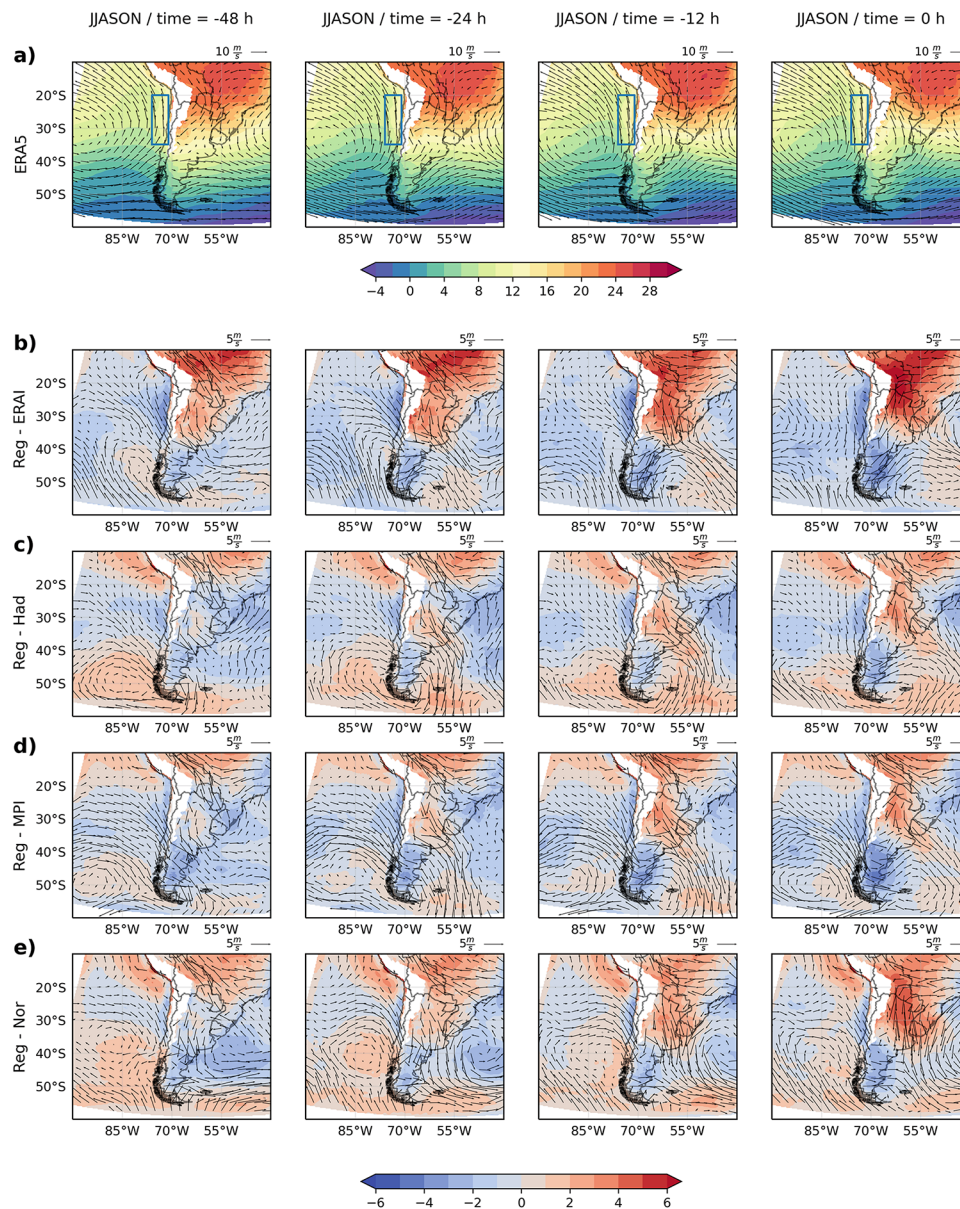 JJASON / time = -48 h JJASON / time = -24 h JJASON / time = -12 h JJASON / time = 0 h
a)
10 m/s 10 m/s 10 m/s 10 m/s
ERA5
20°S
30°S
40°S
50°S
85°W 70°W 55°W 85°W 70°W 55°W 85°W 70°W 55°W 85°W 70°W 55°W
−4 0 4 8 12 16 20 24 28
b)
5 m/s 5 m/s 5 m/s 5 m/s
Reg - ERAI
20°S
30°S
40°S
50°S
85°W 70°W 55°W 85°W 70°W 55°W 85°W 70°W 55°W 85°W 70°W 55°W
c)
5 m/s 5 m/s 5 m/s 5 m/s
Reg - Had
20°S
30°S
40°S
50°S
85°W 70°W 55°W 85°W 70°W 55°W 85°W 70°W 55°W 85°W 70°W 55°W
d)
5 m/s 5 m/s 5 m/s 5 m/s
Reg - MPI
20°S
30°S
40°S
50°S
85°W 70°W 55°W 85°W 70°W 55°W 85°W 70°W 55°W 85°W 70°W 55°W
e)
5 m/s 5 m/s 5 m/s 5 m/s
Reg - Nor
20°S
30°S
40°S
50°S
85°W 70°W 55°W 85°W 70°W 55°W 85°W 70°W 55°W 85°W 70°W 55°W
−6 −4 −2 0 2 4 6